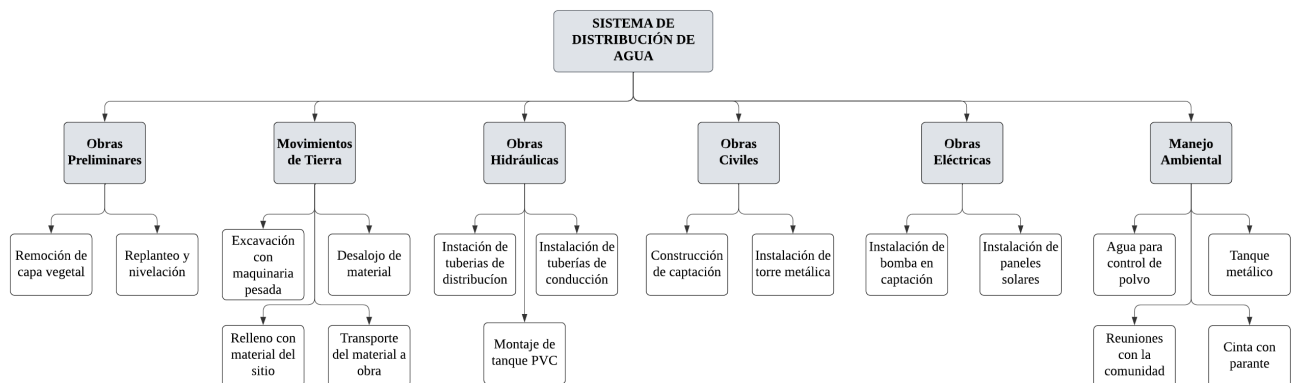 SISTEMA DE
DISTRIBUCIÓN DE
AGUA
Obras
Preliminares
Movimientos
de Tierra
Obras
Hidráulicas
Obras
Civiles
Obras
Eléctricas
Manejo
Ambiental
Remoción de
capa vegetal
Replanteo y
nivelación
Excavación
con
maquinaria
pesada
Desalojo de
material
Instación de
tuberias de
distribucíon
Instalación de
tuberías de
conducción
Construcción
de captación
Instalación de
torre metálica
Instalación de
bomba en
captación
Instalación de
paneles
solares
Agua para
control de
polvo
Tanque
metálico
Relleno con
material del
sitio
Transporte
del material a
obra
Montaje de
tanque PVC
Reuniones
con la
comunidad
Cinta con
parante